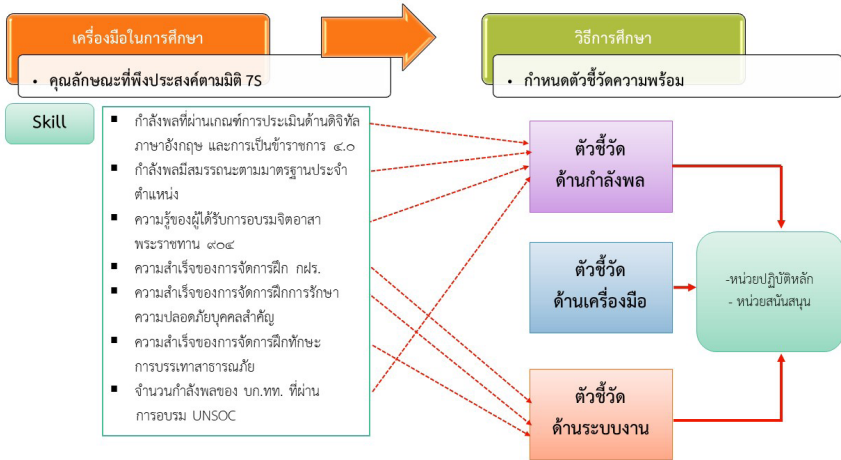 เครื่องมือในการศึกษา
วิธีการศึกษา
• คุณลักษณะที่พึงประสงค์ตามมิติ 7S
• กำหนดตัวชี้วัดความพร้อม
Skill
▪ กำลังพลที่ผ่านเกณฑ์การประเมินด้านดิจิทัล
ภาษาอังกฤษ และการเป็นข้าราชการ ๔.๐
▪ กำลังพลมีสมรรถนะตามมาตรฐานประจำ
ตำแหน่ง
▪ ความรู้ของผู้ได้รับการอบรมจิตอาสา
พระราชทาน ๙๐๔
▪ ความสำเร็จของการจัดการฝึก กฝร.
▪ ความสำเร็จของการจัดการฝึกการรักษา
ความปลอดภัยบุคคลสำคัญ
▪ ความสำเร็จของการจัดการฝึกทักษะ
การบรรเทาสาธารณภัย
▪ จำนวนกำลังพลของ บก.ทท. ที่ผ่าน
การอบรม UNSOC
ตัวชี้วัด
ด้านกำลังพล
ตัวชี้วัด
ด้านเครื่องมือ
ตัวชี้วัด
ด้านระบบงาน
-หน่วยปฏิบัติหลัก
- หน่วยสนันสนุน